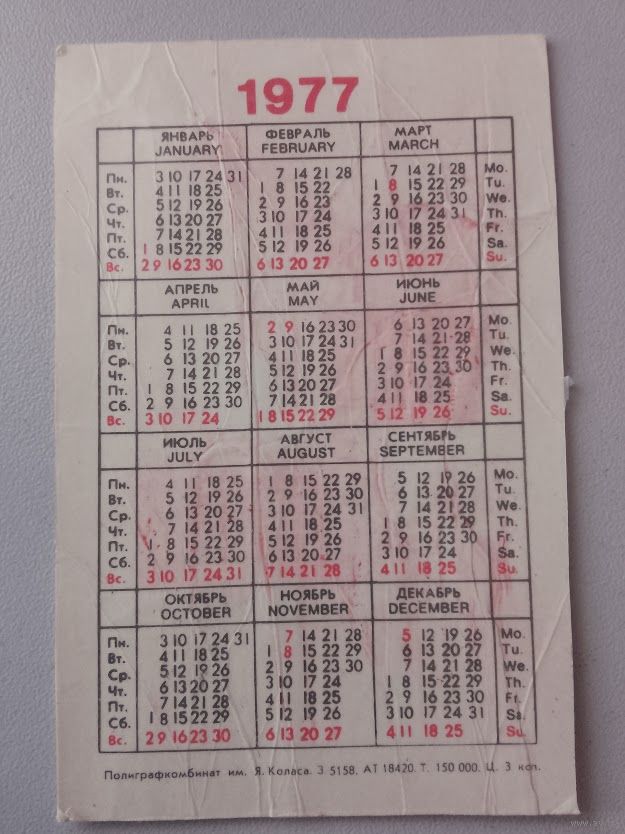 1977
ЯНВАРЬ ФЕВРАЛЬ МАРТ
JANUARY FEBRUARY MARCH
Пн. 3 10 17 24 31 7 14 21 28 7 14 21 28 Mo.
Вт. 4 11 18 25 1 8 15 22 1 8 15 22 29 Tu.
Ср. 5 12 19 26 2 9 16 23 2 9 16 23 30 We.
Чт. 6 13 20 27 3 10 17 24 3 10 17 24 31 Th.
Пт. 7 14 21 28 4 11 18 25 4 11 18 25 Fr.
Сб. 1 8 15 22 29 5 12 19 26 5 12 19 26 Sa.
Вс. 2 9 16 23 30 6 13 20 27 6 13 20 27 Su.
АПРЕЛЬ МАЙ ИЮНЬ
APRIL MAY JUNE
Пн. 4 11 18 25 2 9 16 23 30 6 13 20 27 Mo.
Вт. 5 12 19 26 3 10 17 24 31 7 14 21 28 Tu.
Ср. 6 13 20 27 4 11 18 25 1 8 15 22 29 We.
Чт. 7 14 21 28 5 12 19 26 2 9 16 23 30 Th.
Пт. 1 8 15 22 29 6 13 20 27 3 10 17 24 Fr.
Сб. 2 9 16 23 30 7 14 21 28 4 11 18 25 Sa.
Вс. 3 10 17 24 1 8 15 22 29 5 12 19 26 Su.
ИЮЛЬ АВГУСТ СЕНТЯБРЬ
JULY AUGUST SEPTEMBER
Пн. 4 11 18 25 1 8 15 22 29 5 12 19 26 Mo.
Вт. 5 12 19 26 2 9 16 23 30 6 13 20 27 Tu.
Ср. 6 13 20 27 3 10 17 24 31 7 14 21 28 We.
Чт. 7 14 21 28 4 11 18 25 1 8 15 22 29 Th.
Пт. 1 8 15 22 29 5 12 19 26 2 9 16 23 30 Fr.
Сб. 2 9 16 23 30 6 13 20 27 3 10 17 24 Sa.
Вс. 3 10 17 24 31 7 14 21 28 4 11 18 25 Su.
ОКТЯБРЬ НОЯБРЬ ДЕКАБРЬ
OCTOBER NOVEMBER DECEMBER
Пн. 3 10 17 24 31 7 14 21 28 5 12 19 26 Mo.
Вт. 4 11 18 25 1 8 15 22 29 6 13 20 27 Tu.
Ср. 5 12 19 26 2 9 16 23 30 7 14 21 28 We.
Чт. 6 13 20 27 3 10 17 24 1 8 15 22 29 Th.
Пт. 7 14 21 28 4 11 18 25 2 9 16 23 30 Fr.
Сб. 1 8 15 22 29 5 12 19 26 3 10 17 24 31 Sa.
Вс. 2 9 16 23 30 6 13 20 27 4 11 18 25 Su.
Полиграфкомбинат им. Я. Коласа. З 5158. АТ 18420. Т. 150 000. Ц. 3 коп.